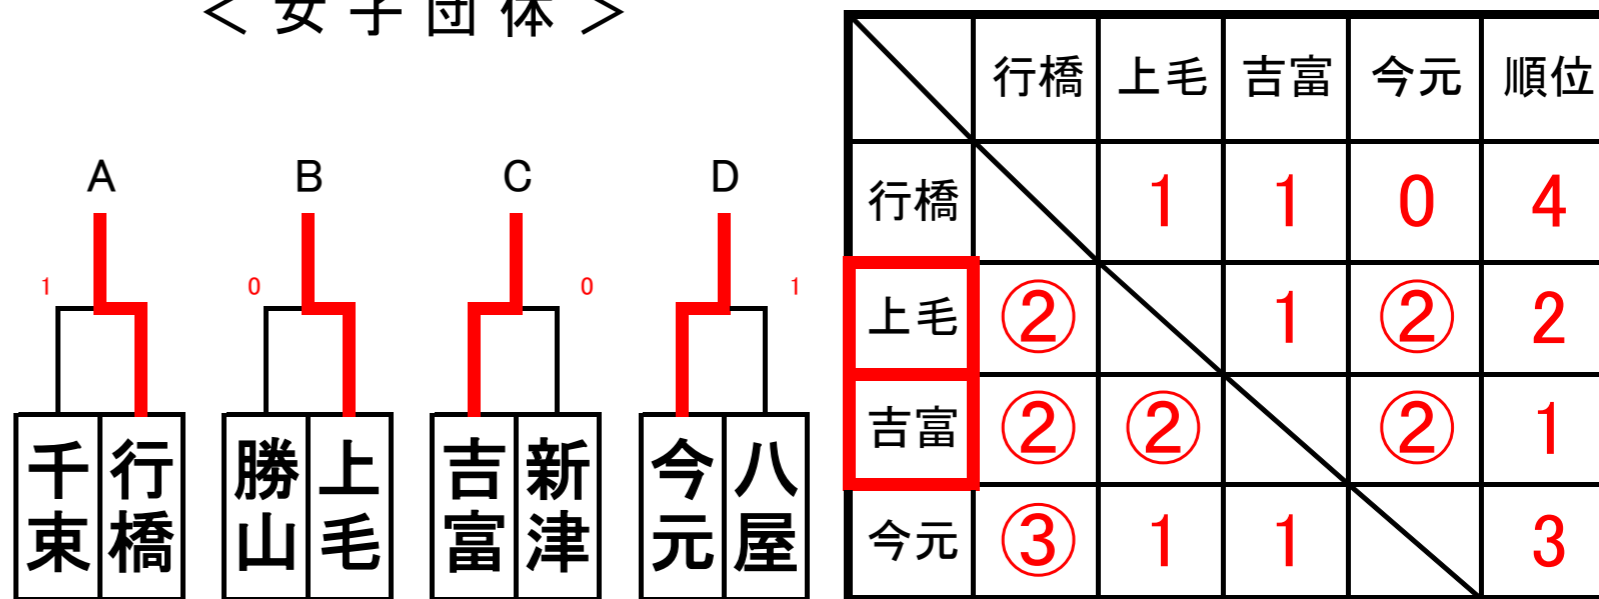 ＜女子団体＞
A B C D
1 0 0 1
千束 行橋 勝山 上毛 吉富 新津 今元 八屋
行橋 上毛 吉富 今元 順位
行橋 1 1 0 4
上毛 ② 1 ② 2
吉富 ② ② ② 1
今元 ③ 1 1 3